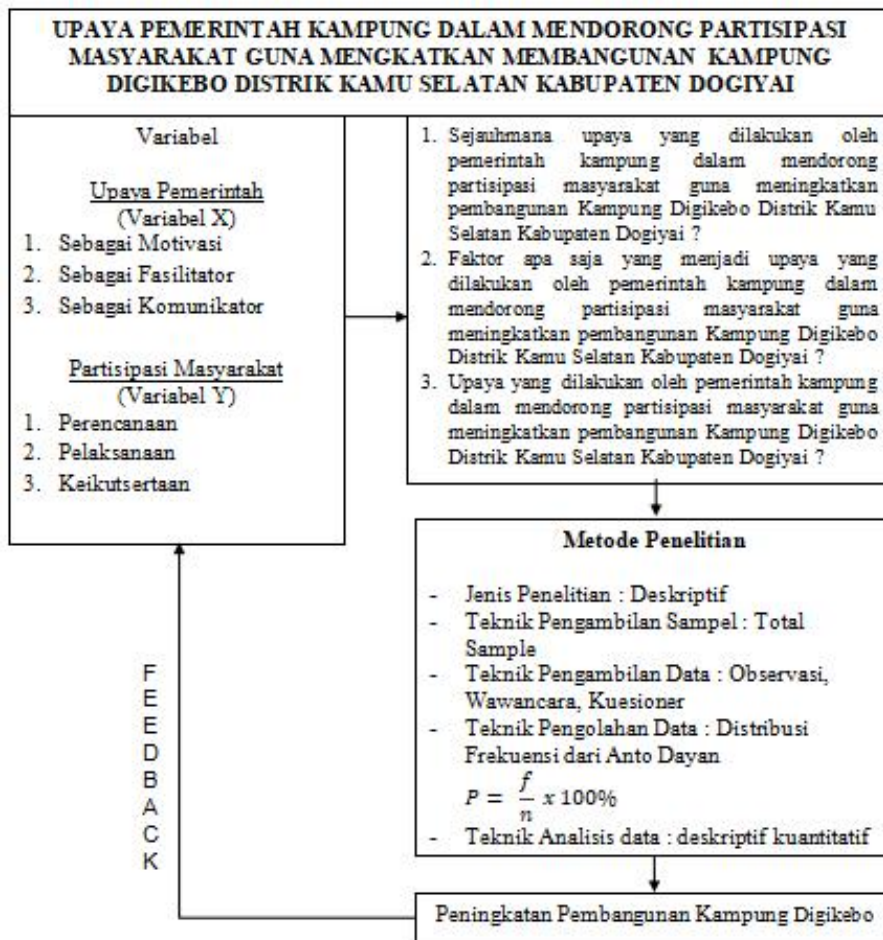 UPAYA PEMERINTAH KAMPUNG DALAM MENDORONG PARTISIPASI
MASYARAKAT GUNA MENGKATKAN MEMBANGUNAN KAMPUNG
DIGIKEBO DISTRIK KAMU SELATAN KABUPATEN DOGIYAI
Variabel
Upaya Pemerintah
(Variabel X)
1. Sebagai Motivasi
2. Sebagai Fasilitator
3. Sebagai Komunikator
Partisipasi Masyarakat
(Variabel Y)
1. Perencanaan
2. Pelaksanaan
3. Keikutsertaan
1. Sejauhmana upaya yang dilakukan oleh
pemerintah kampung dalam mendorong
partisipasi masyarakat guna meningkatkan
pembangunan Kampung Digikebo Distrik Kamu
Selatan Kabupaten Dogiyai ?
2. Faktor apa saja yang menjadi upaya yang
dilakukan oleh pemerintah kampung dalam
mendorong partisipasi masyarakat guna
meningkatkan pembangunan Kampung Digikebo
Distrik Kamu Selatan Kabupaten Dogiyai ?
3. Upaya yang dilakukan oleh pemerintah kampung
dalam mendorong partisipasi masyarakat guna
meningkatkan pembangunan Kampung Digikebo
Distrik Kamu Selatan Kabupaten Dogiyai ?
Metode Penelitian
- Jenis Penelitian : Deskriptif
- Teknik Pengambilan Sampel : Total
Sample
- Teknik Pengambilan Data : Observasi,
Wawancara, Kuesioner
- Teknik Pengolahan Data : Distribusi
Frekuensi dari Anto Dayan
P = f/n x 100%
- Teknik Analisis data : deskriptif kuantitatif
Peningkatan Pembangunan Kampung Digikebo
FEEDBACK